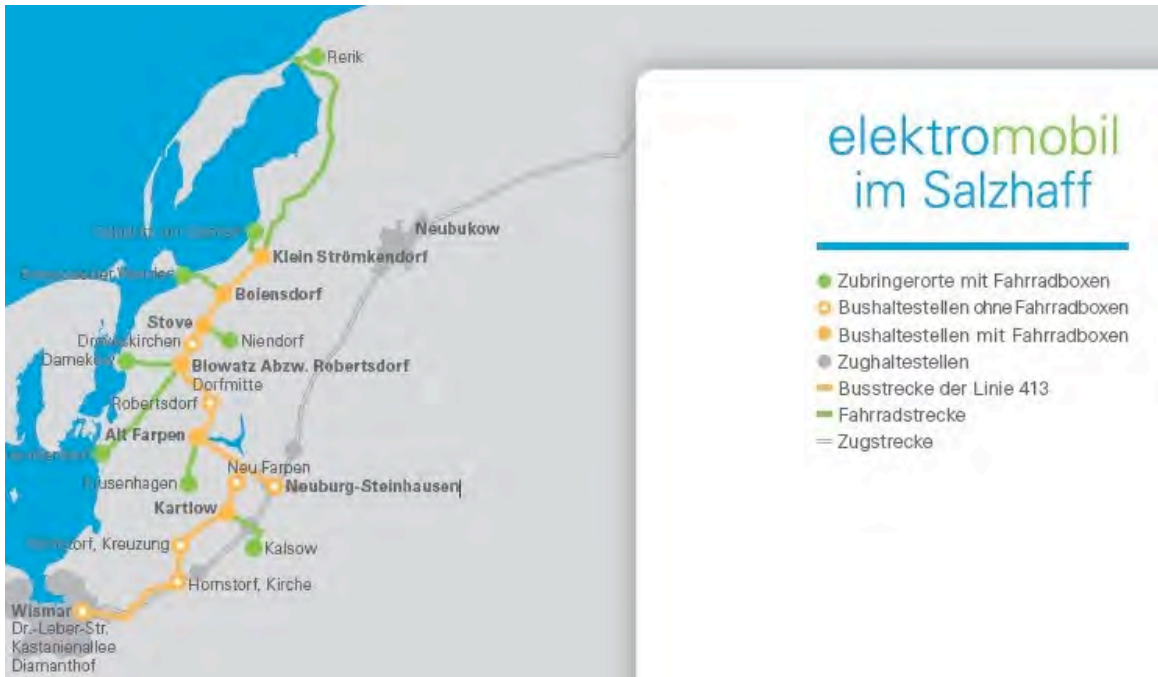 Rerik
Neubukow
Klein Strömkendorf
Boiensdorf
Stove
Niendorf
Damekow
Blowatz Abzw. Robertsdorf
Dorfmitte
Robertsdorf
Alt Farpen
Neu Farpen
Neuburg-Steinhausen
Kartlow
Kreuzung
Kalsow
Hornstorf, Kirche
Wismar
Dr.-Leber-Str.
Kastanienallee
Diamanthof
elektromobil
im Salzhaff
Zubringerorte mit Fahrradboxen
Bushaltestellen ohne Fahrradboxen
Bushaltestellen mit Fahrradboxen
Zughaltestellen
Busstrecke der Linie 413
Fahrradstrecke
Zugstrecke